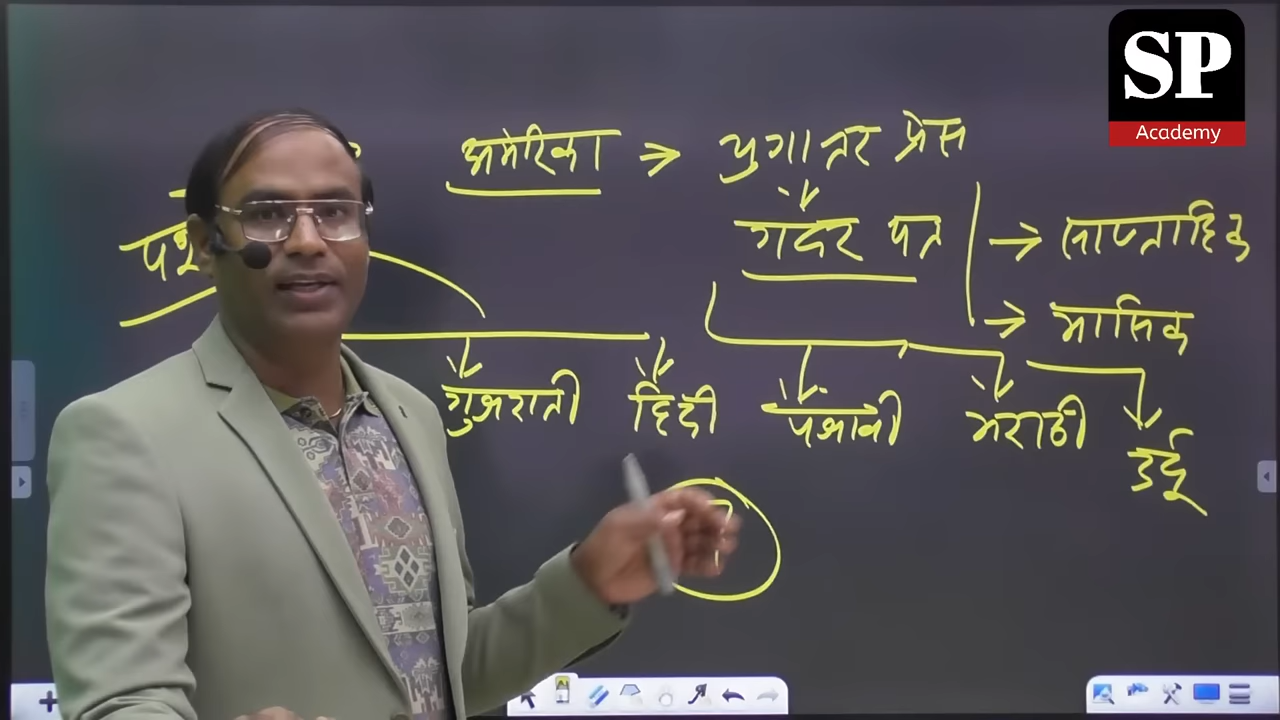 SP
Academy
अमेरिका → युगान्तर प्रेस
गदर पत्र → साप्ताहिक
→ मासिक
गुजराती हिंदी पंजाबी मराठी उर्दू